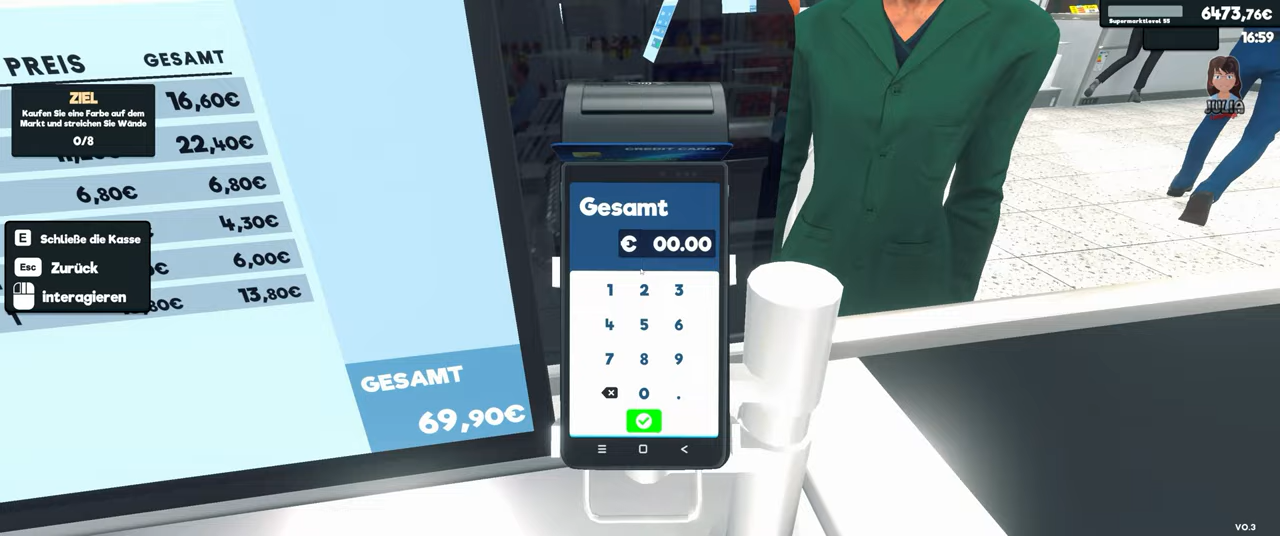 PREIS GESAMT
16,60€
22,40€
6,80€ 6,80€
4,30€
6,00€
13,80€
GESAMT
69,90€
ZIEL
Kaufen Sie eine Farbe auf dem
Markt und streichen Sie Wände
0/8
E Schließe die Kasse
Esc Zurück
interagieren
CREDIT CARD
Gesamt
€ 00.00
1 2 3
4 5 6
7 8 9
0 .
6473,76€
Supermarktlevel 55
16:59
JULIA
V0.3